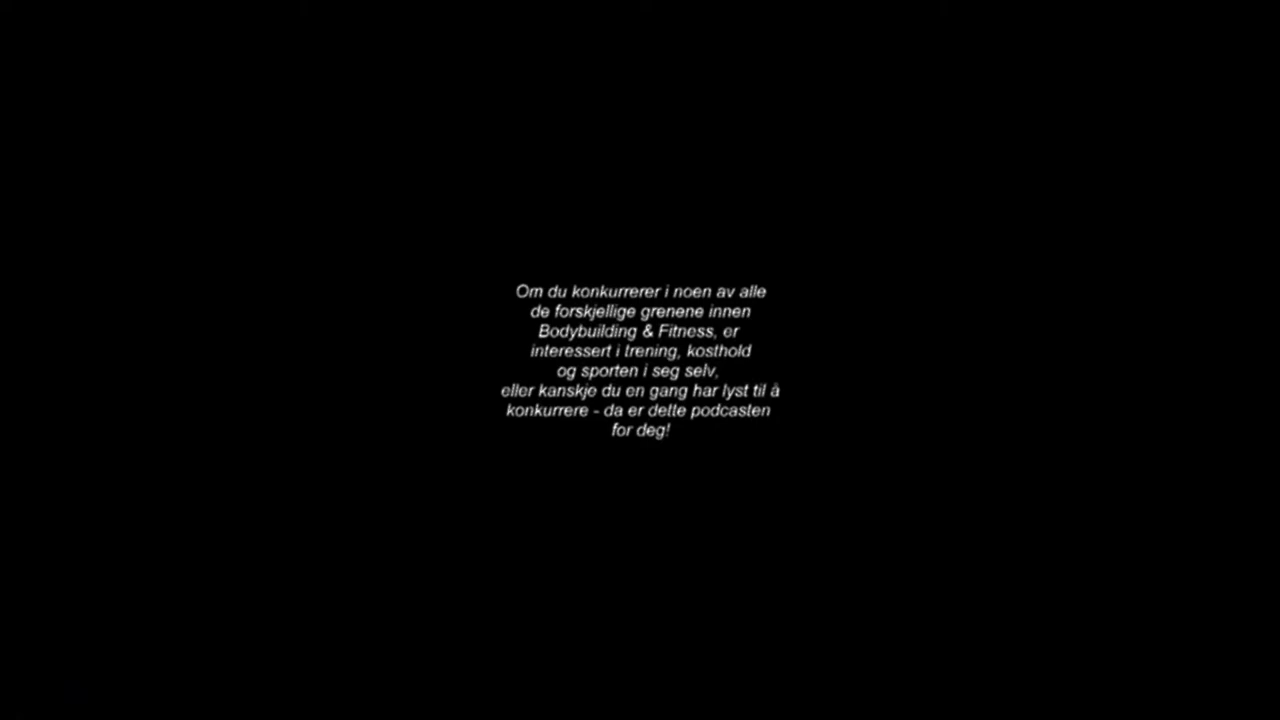 Om du konkurrerer i noen av alle
de forskjellige grenene innen
Bodybuilding & Fitness, er
interessert i trening, kosthold
og sporten i seg selv,
eller kanskje du en gang har lyst til å
konkurrere - da er dette podcasten
for deg!